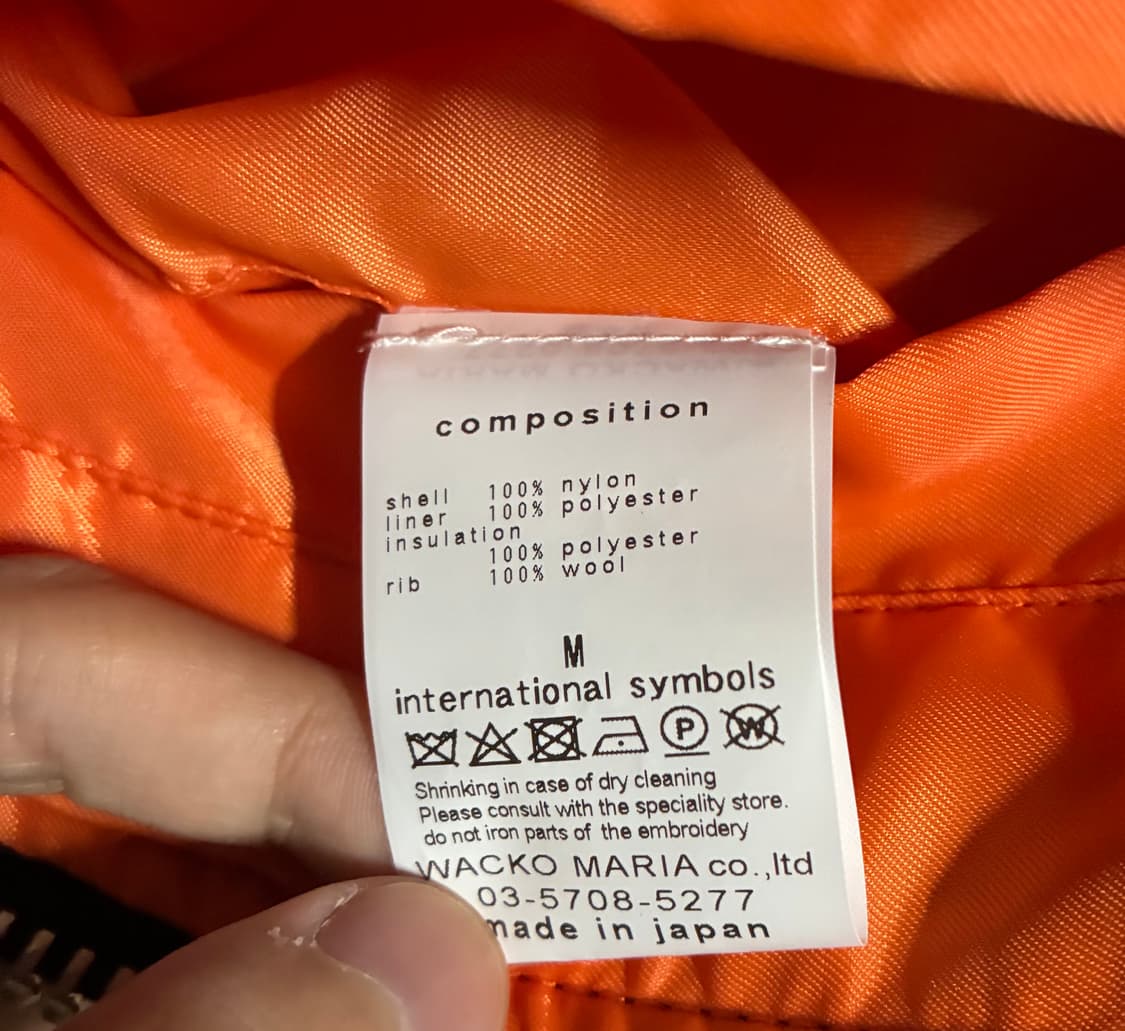 composition
shell 100% nylon
liner 100% polyester
insulation
100% polyester
rib 100% wool
M
international symbols
P W
Shrinking in case of dry cleaning
Please consult with the speciality store.
do not iron parts of the embroidery
WACKO MARIA co.,ltd
03-5708-5277
made in japan